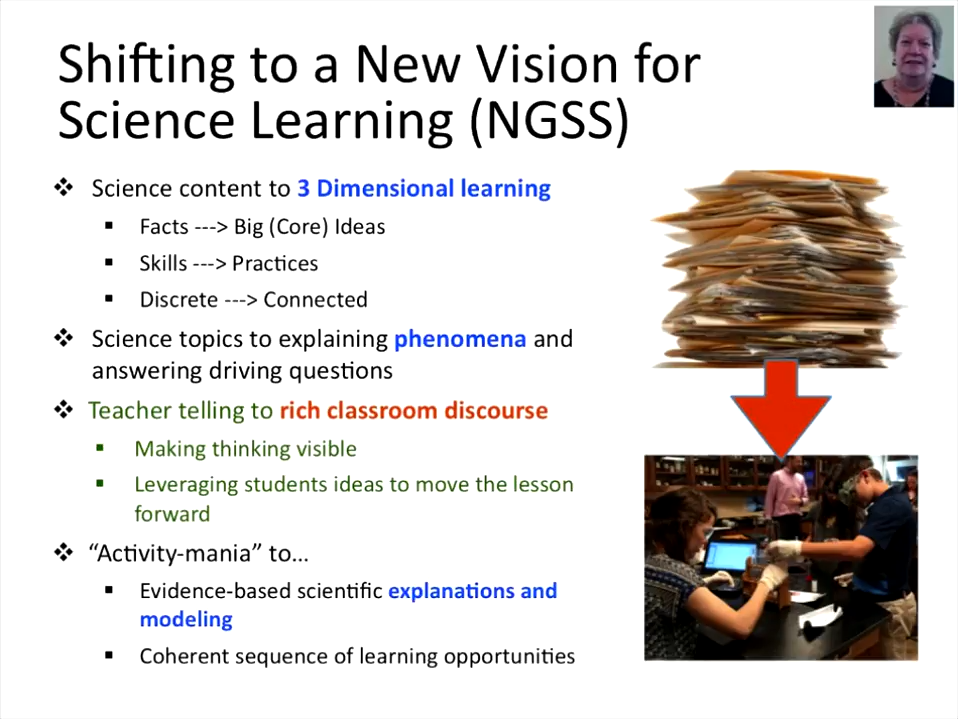 Shifting to a New Vision for
Science Learning (NGSS)
❖ Science content to 3 Dimensional learning
▪ Facts ---> Big (Core) Ideas
▪ Skills ---> Practices
▪ Discrete ---> Connected
❖ Science topics to explaining phenomena and
answering driving questions
❖ Teacher telling to rich classroom discourse
▪ Making thinking visible
▪ Leveraging students ideas to move the lesson
forward
❖ “Activity-mania” to...
▪ Evidence-based scientific explanations and
modeling
▪ Coherent sequence of learning opportunities